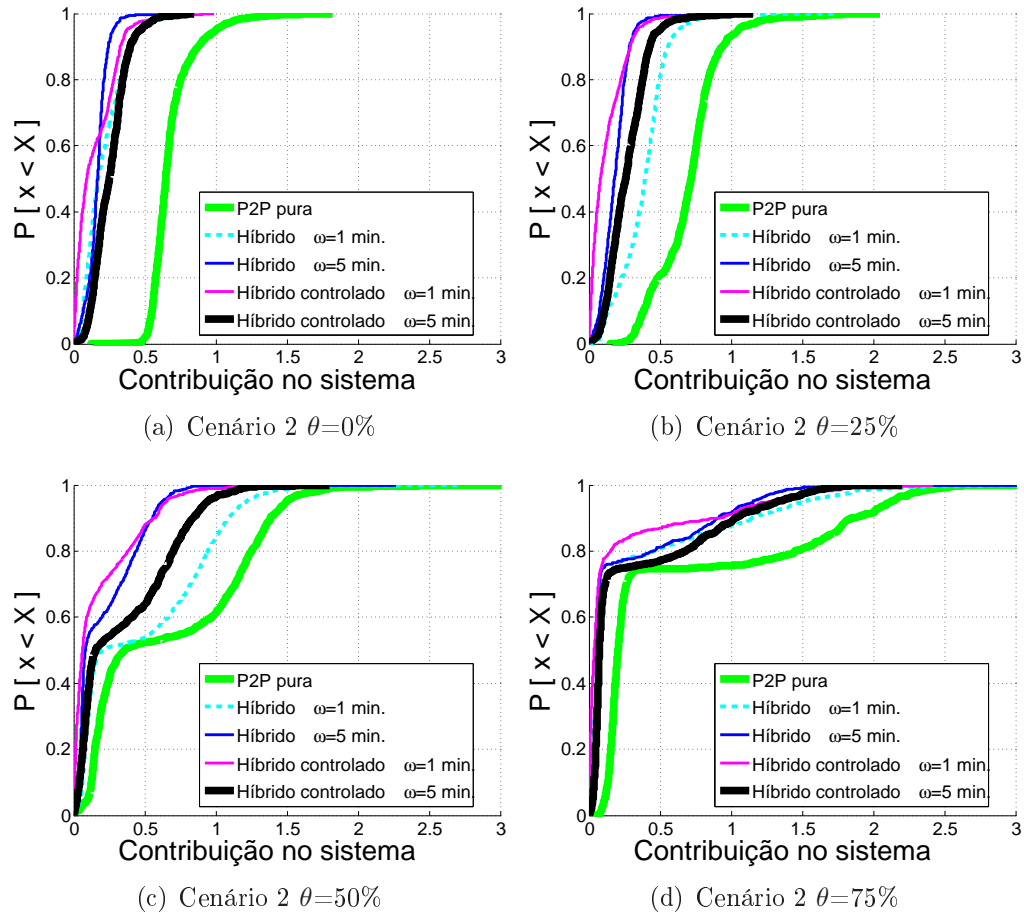 1
0.8
0.6
0.4
0.2
0
P [ x < X ]
P2P pura
Híbrido ω=1 min.
Híbrido ω=5 min.
Híbrido controlado ω=1 min.
Híbrido controlado ω=5 min.
0 0.5 1 1.5 2 2.5 3
Contribuição no sistema
(a) Cenário 2 θ=0%
1
0.8
0.6
0.4
0.2
0
P [ x < X ]
P2P pura
Híbrido ω=1 min.
Híbrido ω=5 min.
Híbrido controlado ω=1 min.
Híbrido controlado ω=5 min.
0 0.5 1 1.5 2 2.5 3
Contribuição no sistema
(b) Cenário 2 θ=25%
1
0.8
0.6
0.4
0.2
0
P [ x < X ]
P2P pura
Híbrido ω=1 min.
Híbrido ω=5 min.
Híbrido controlado ω=1 min.
Híbrido controlado ω=5 min.
0 0.5 1 1.5 2 2.5 3
Contribuição no sistema
(c) Cenário 2 θ=50%
1
0.8
0.6
0.4
0.2
0
P [ x < X ]
P2P pura
Híbrido ω=1 min.
Híbrido ω=5 min.
Híbrido controlado ω=1 min.
Híbrido controlado ω=5 min.
0 0.5 1 1.5 2 2.5 3
Contribuição no sistema
(d) Cenário 2 θ=75%